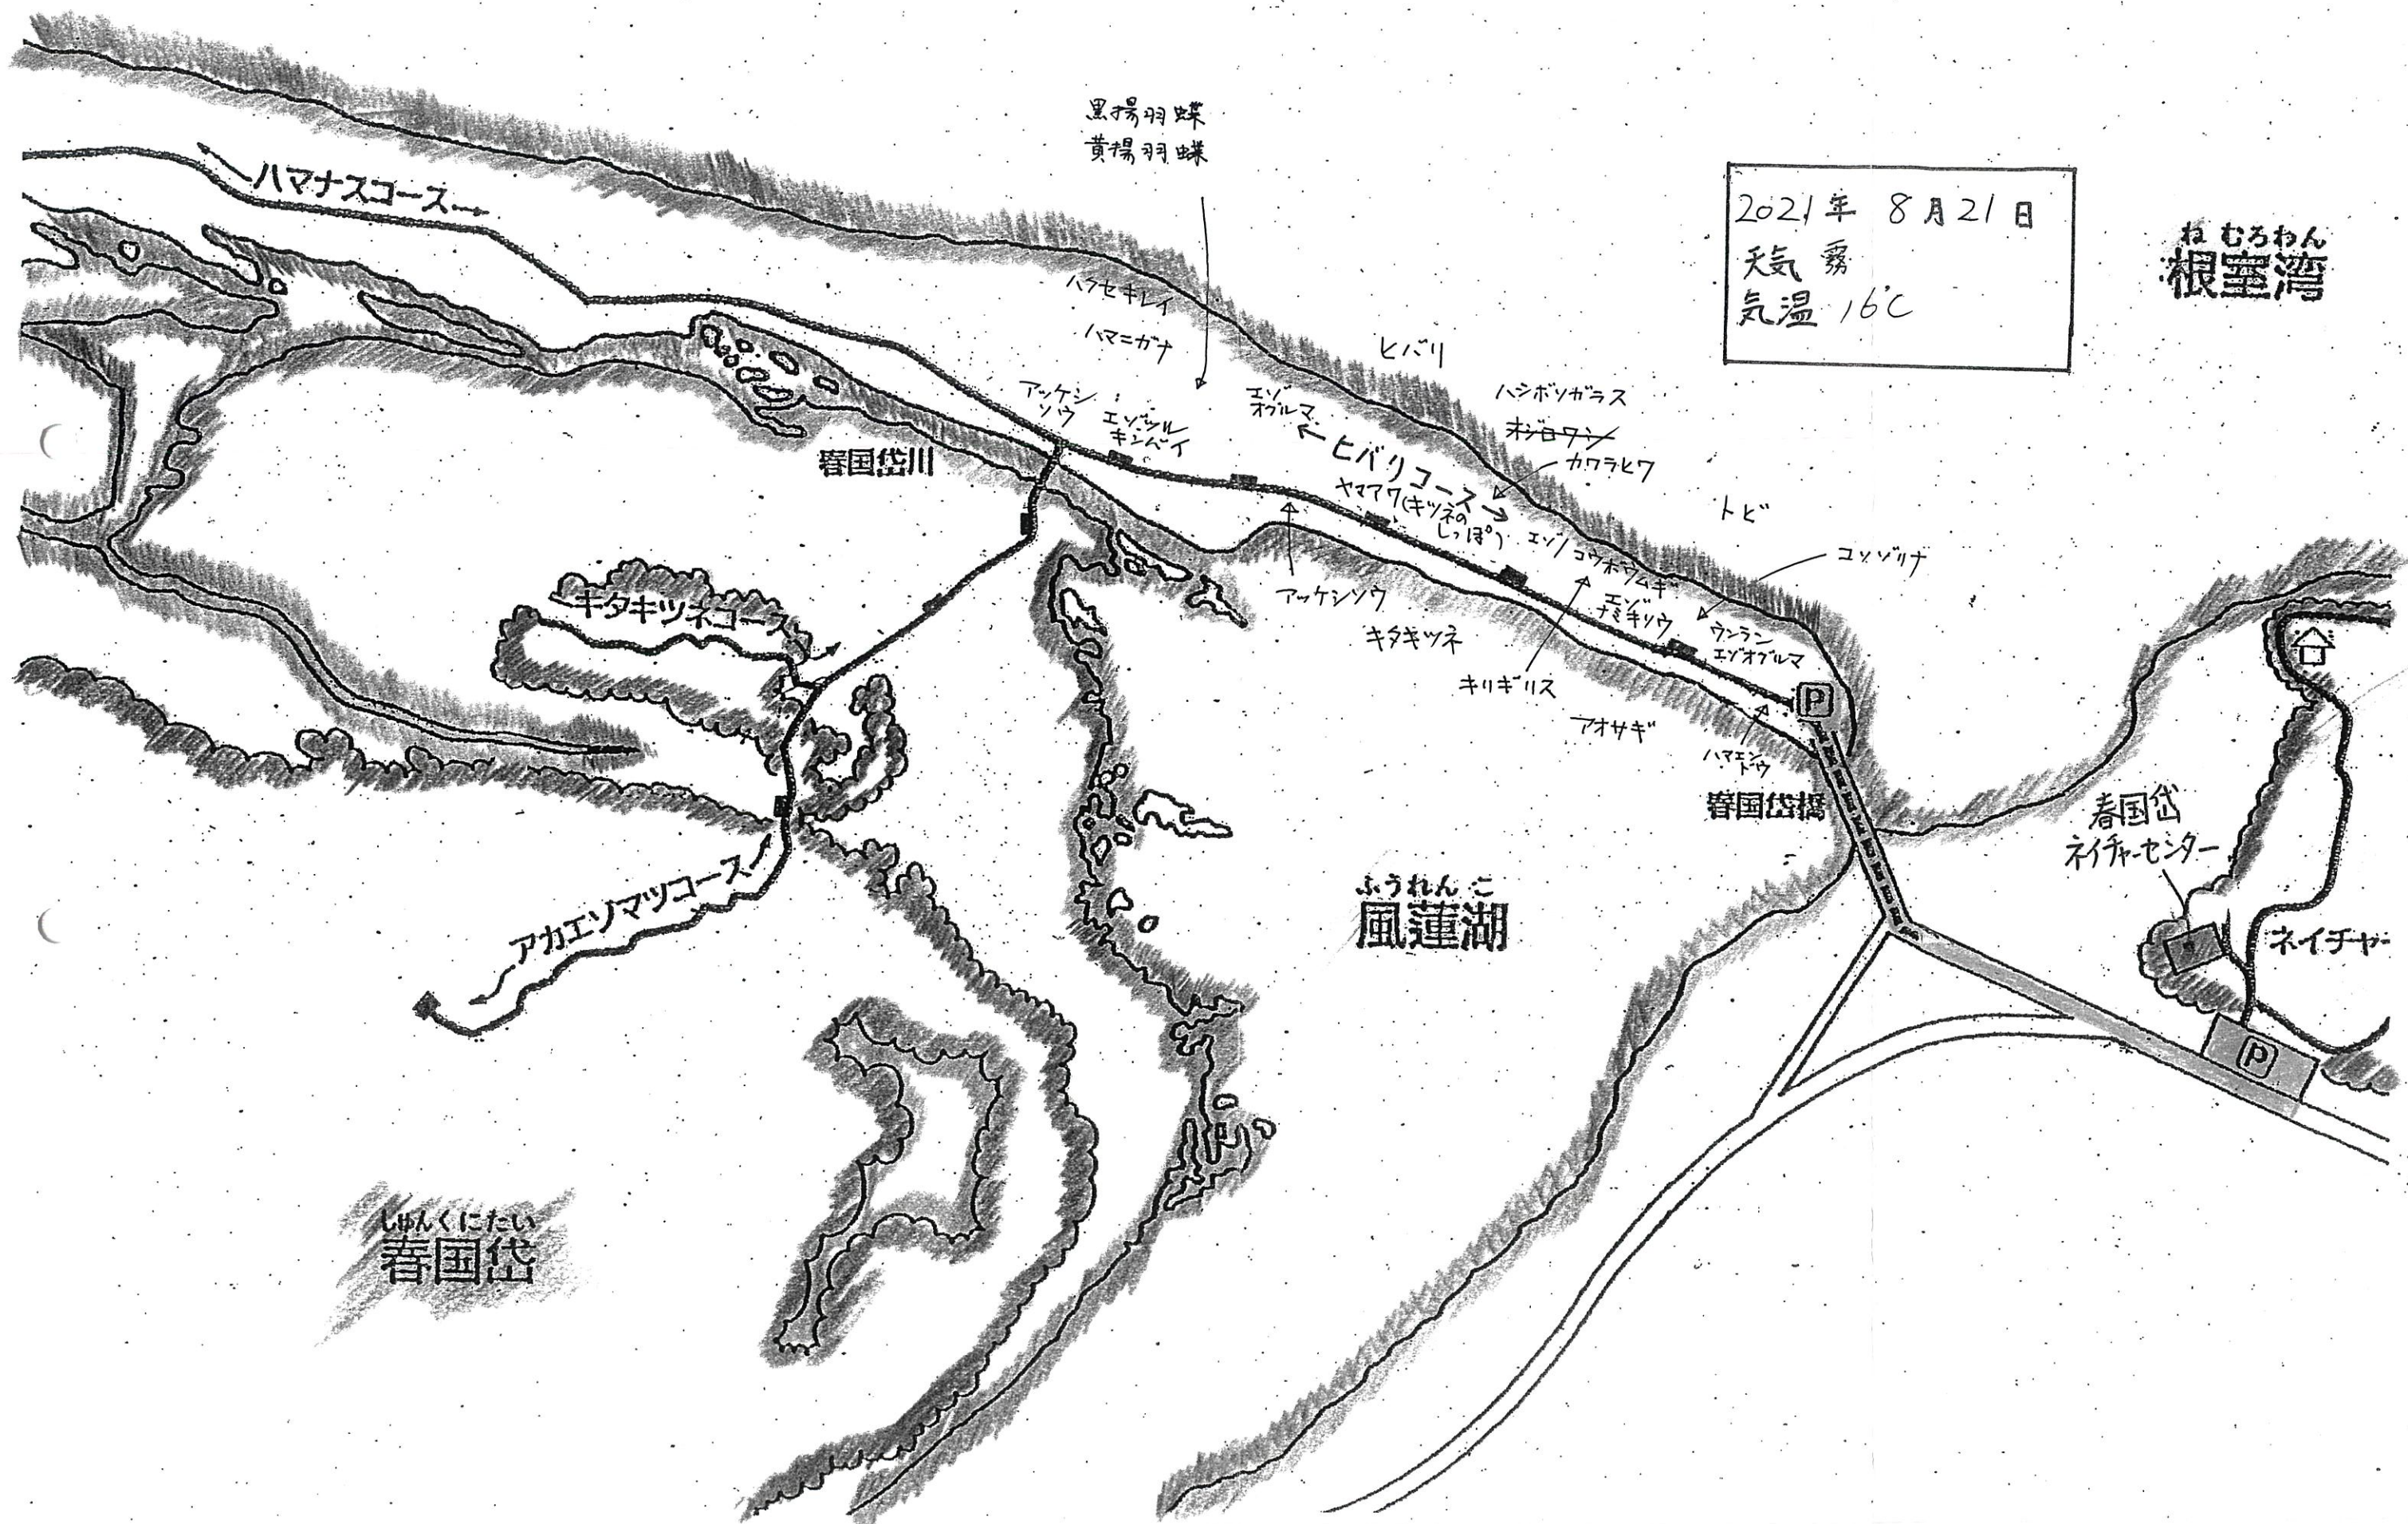 黒揚羽蝶
黄揚羽蝶
2021年 8月21日
天気 霧
気温 16℃
ねむろわん
根室湾
ハマナスコース
ハクセキレイ
ハマニガナ
ヒバリ
アッケシ
ソウ
エゾツル
キンバイ
エゾ
オグルマ
ハシボソガラス
オジロワシ
カワラヒワ
春国岱川
ヒバリコース
ヤマアワ(キツネの
しっぽ)
トビ
エゾノコウボウムギ
コウゾリナ
アッケシソウ
キタキツネ
エゾ
ナミキソウ
ウンラン
エゾオグルマ
キタキツネコース
キリギリス
アオサギ
P
ハマエン
ドウ
春国岱橋
春国岱
ネイチャーセンター
アカエゾマツコース
ふうれんこ
風蓮湖
ネイチャー
P
しゅんくにたい
春国岱